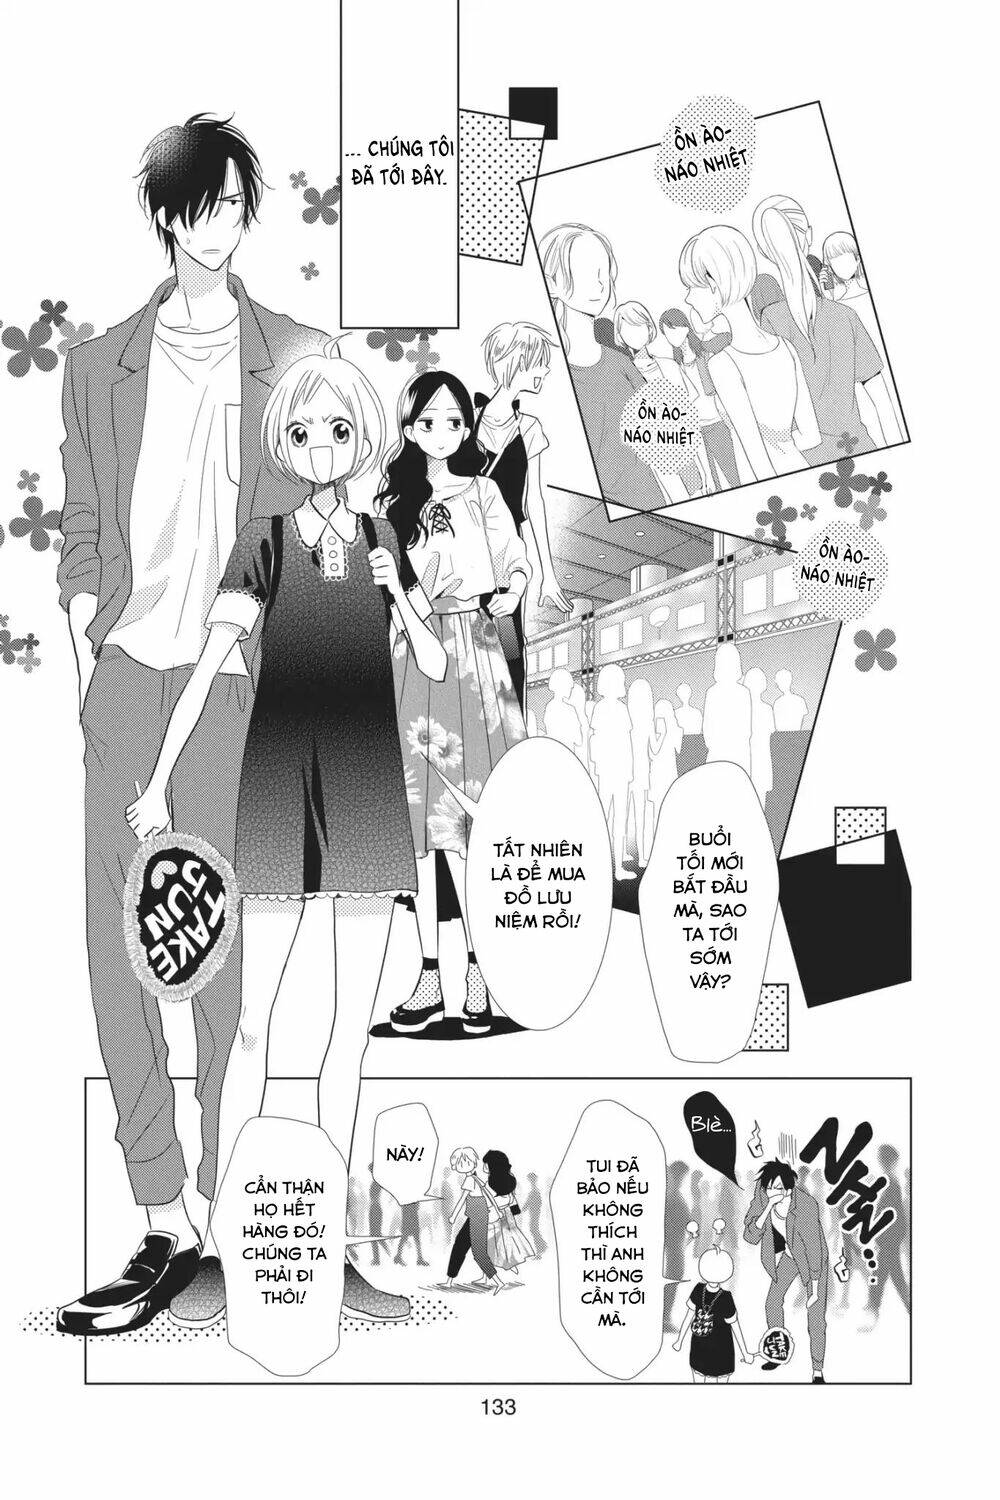 ... CHÚNG TÔI
ĐÃ TỚI ĐÂY.
ỒN ÀO-
NÁO NHIỆT
ỒN ÀO-
NÁO NHIỆT
ỒN ÀO-
NÁO NHIỆT
BUỔI
TỐI MỚI
BẮT ĐẦU
MÀ, SAO
TA TỚI
SỚM
VẬY?
TẤT NHIÊN
LÀ ĐỂ MUA
ĐỒ LƯU
NIỆM RỒI!
TAKE
JUN
BLÈ...
NHÌN...
TUI ĐÃ
BẢO NẾU
KHÔNG
THÍCH
THÌ ANH
KHÔNG
CẦN TỚI
MÀ.
TAKE
JUN
NÀY!
CẨN THẬN
HỌ HẾT
HÀNG ĐÓ!
CHÚNG TA
PHẢI ĐI
THÔI!
133